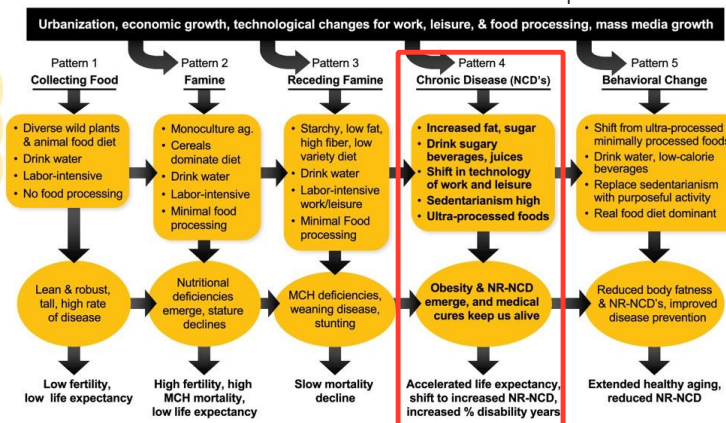 Urbanization, economic growth, technological changes for work, leisure, & food processing, mass media growth
Pattern 1
Collecting Food
• Diverse wild plants
& animal food diet
• Drink water
• Labor-intensive
• No food processing
Lean & robust,
tall, high rate
of disease
Low fertility,
low life expectancy
Pattern 2
Famine
• Monoculture ag.
• Cereals
dominate diet
• Drink water
• Labor-intensive
• Minimal food
processing
Nutritional
deficiencies
emerge, stature
declines
High fertility, high
MCH mortality,
low life expectancy
Pattern 3
Receding Famine
• Starchy, low fat,
high fiber, low
variety diet
• Drink water
• Labor-intensive
work/leisure
• Minimal Food
processing
MCH deficiencies,
weaning disease,
stunting
Slow mortality
decline
Pattern 4
Chronic Disease (NCD's)
• Increased fat, sugar
• Drink sugary
beverages, juices
• Shift in technology
of work and leisure
• Sedentarianism high
• Ultra-processed foods
Obesity & NR-NCD
emerge, and medical
cures keep us alive
Accelerated life expectancy,
shift to increased NR-NCD,
increased % disability years
Pattern 5
Behavioral Change
• Shift from ultra-processed
minimally processed foods
• Drink water, low-calorie
beverages
• Replace sedentarianism
with purposeful activity
• Real food diet dominant
Reduced body fatness
& NR-NCD's, improved
disease prevention
Extended healthy aging,
reduced NR-NCD